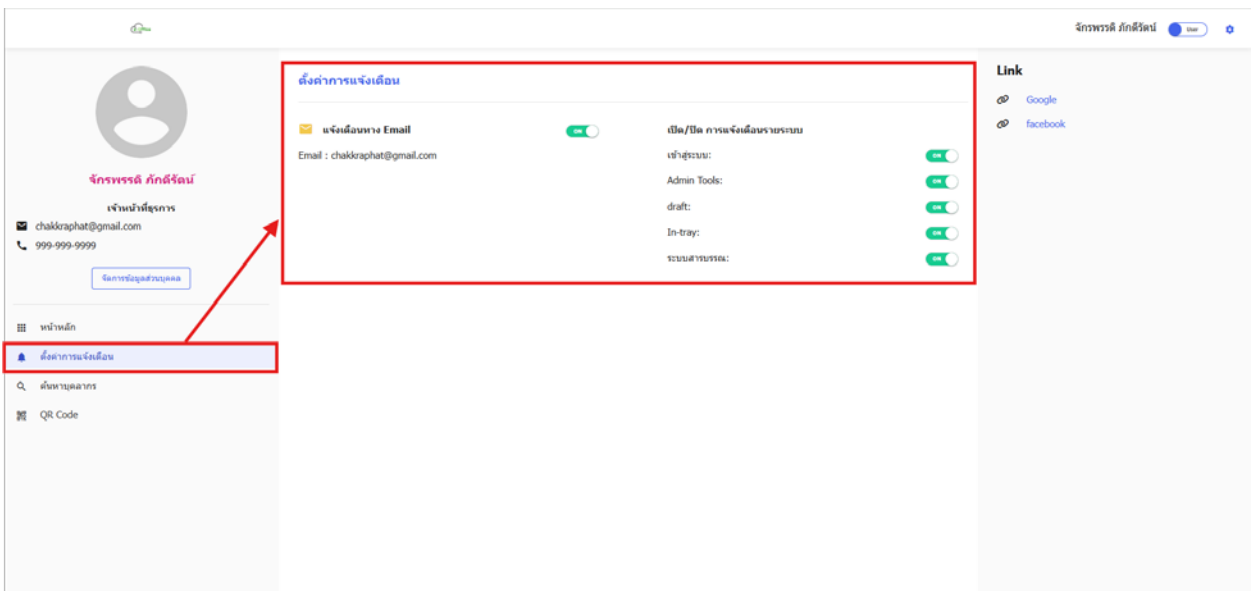 จักรพรรดิ ภักดีรัตน์
User
จักรพรรดิ ภักดีรัตน์
เจ้าหน้าที่ธุรการ
chakkraphat@gmail.com
999-999-9999
จัดการข้อมูลส่วนบุคคล
หน้าหลัก
ตั้งค่าการแจ้งเตือน
ค้นหาบุคลากร
QR Code
ตั้งค่าการแจ้งเตือน
แจ้งเตือนทาง Email ON
Email : chakkraphat@gmail.com
เปิด/ปิด การแจ้งเตือนรายระบบ
เข้าสู่ระบบ: ON
Admin Tools: ON
draft: ON
In-tray: ON
ระบบสารบรรณ: ON
Link
Google
facebook